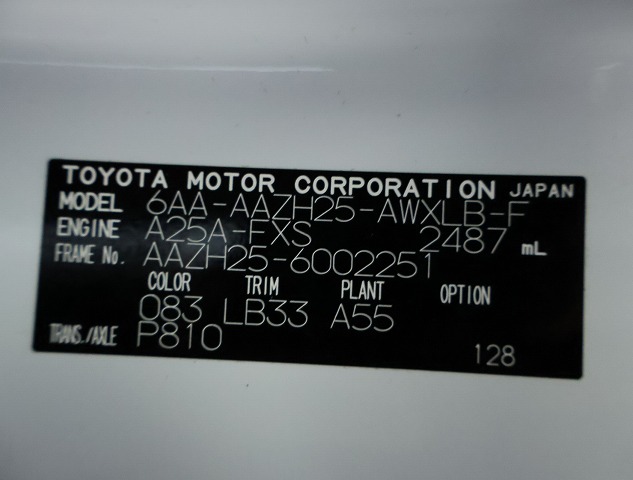 TOYOTA MOTOR CORPORATION JAPAN
MODEL 6AA-AAZH25-AWXLB-F
ENGINE A25A-FXS 2487 mL
FRAME No. AAZH25-6002251
COLOR TRIM PLANT OPTION
083 LB33 A55
TRANS./AXLE P810
128